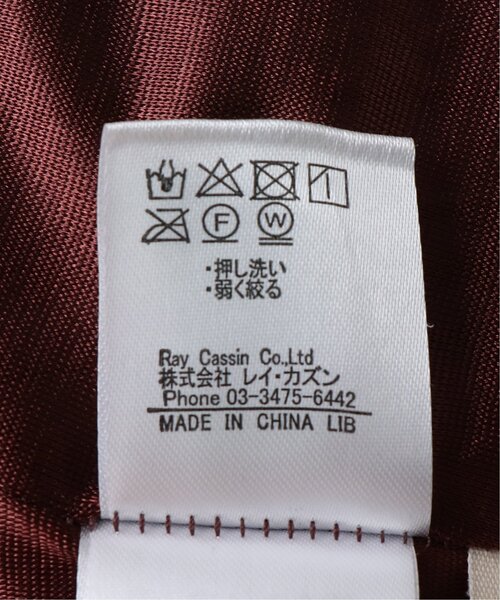 F W
・押し洗い
・弱く絞る
Ray Cassin Co.,Ltd
株式会社 レイ・カズン
Phone 03-3475-6442
MADE IN CHINA LIB